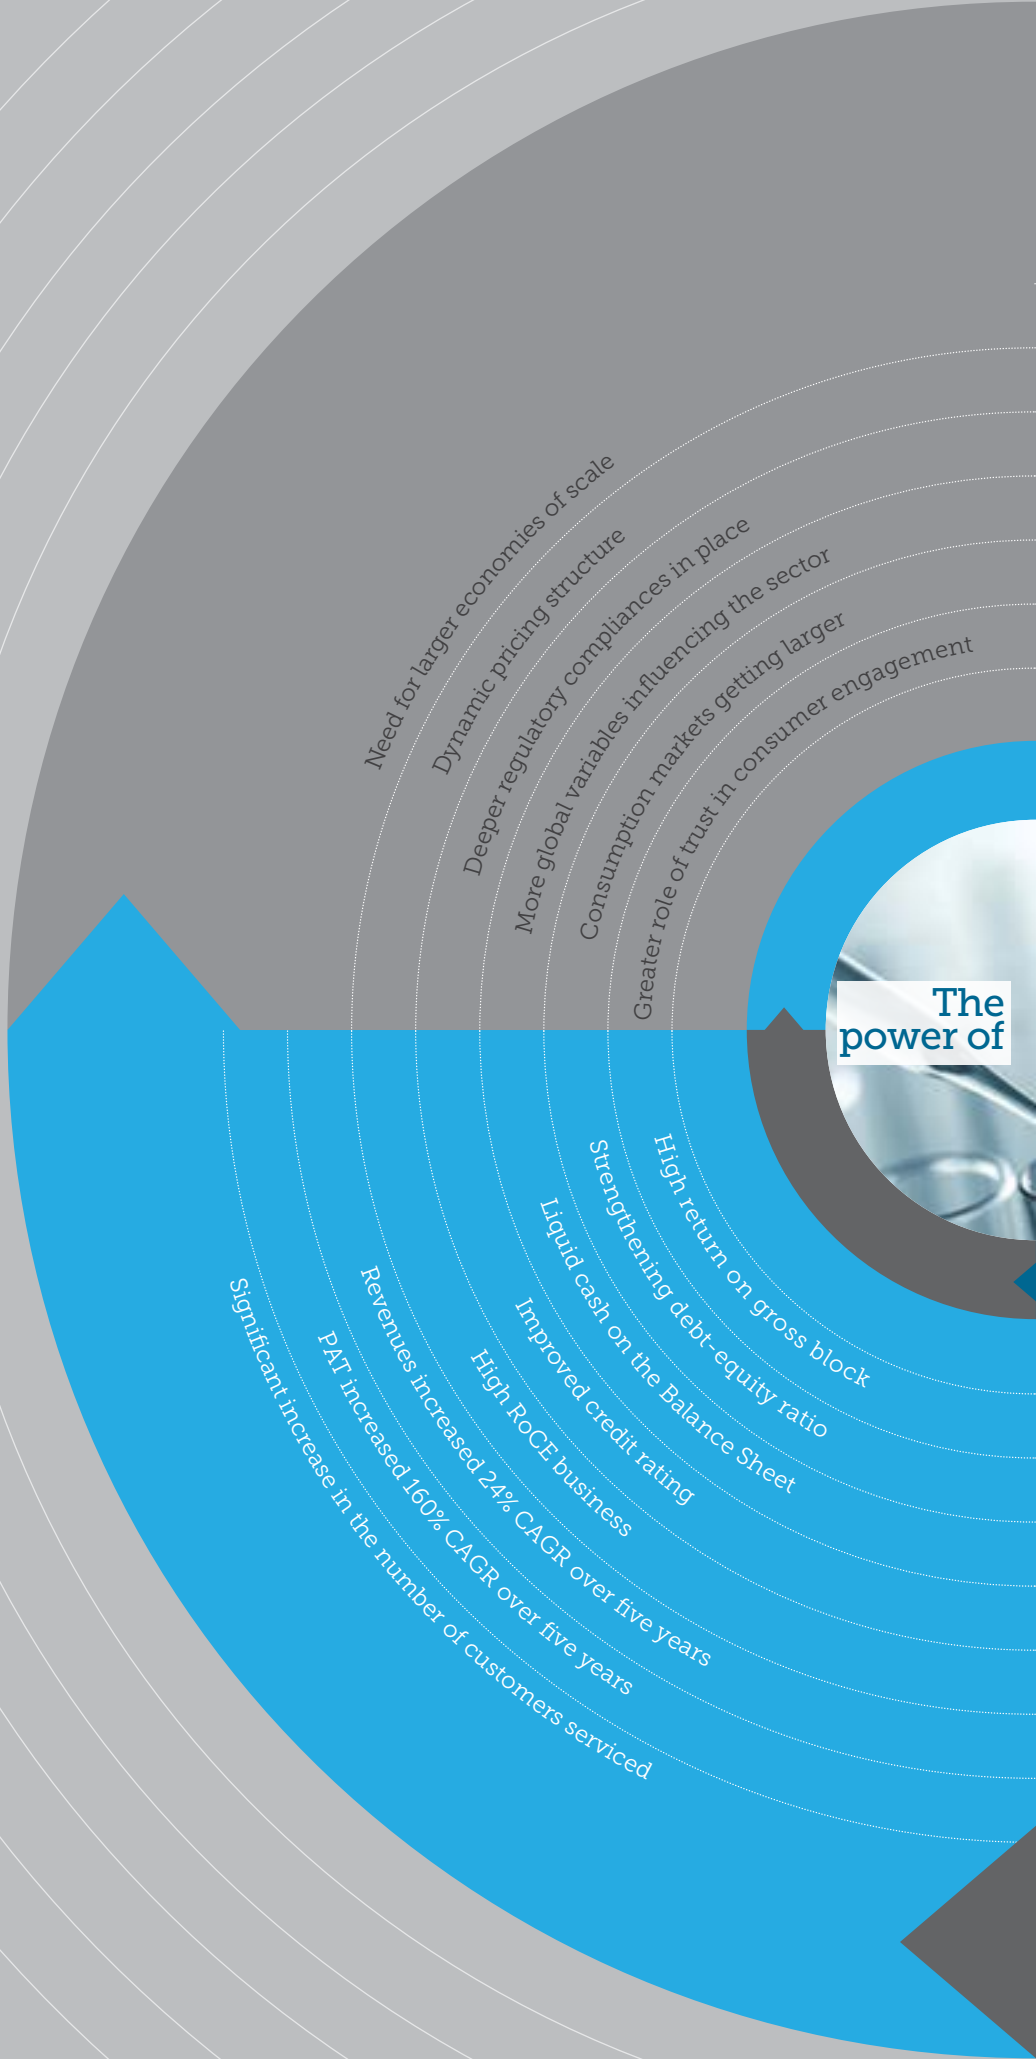 Need for larger economies of scale
Dynamic pricing structure
Deeper regulatory compliances in place
More global variables influencing the sector
Consumption markets getting larger
Greater role of trust in consumer engagement
The
power of
High return on gross block
Strengthening debt-equity ratio
Liquid cash on the Balance Sheet
Improved credit rating
High RoCE business
Revenues increased 24% CAGR over five years
PAT increased 160% CAGR over five years
Significant increase in the number of customers serviced